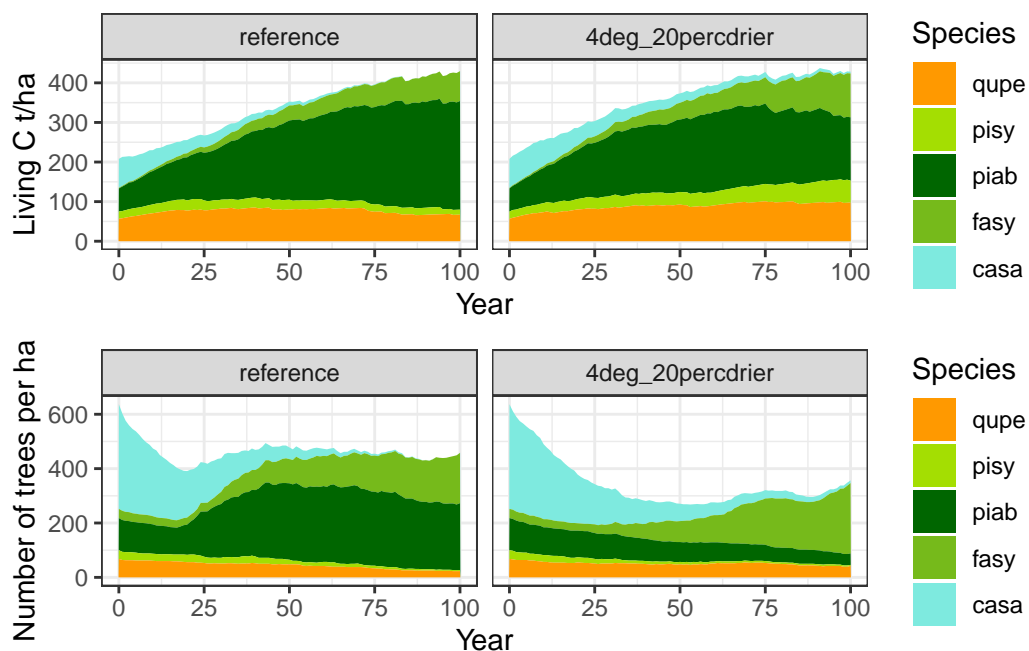 reference
4deg_20percdrier
Living C t/ha
400
300
200
100
0
0 25 50 75 100
0 25 50 75 100
Year
Species
qupe
pisy
piab
fasy
casa
reference
4deg_20percdrier
Number of trees per ha
600
400
200
0
0 25 50 75 100
0 25 50 75 100
Year
Species
qupe
pisy
piab
fasy
casa